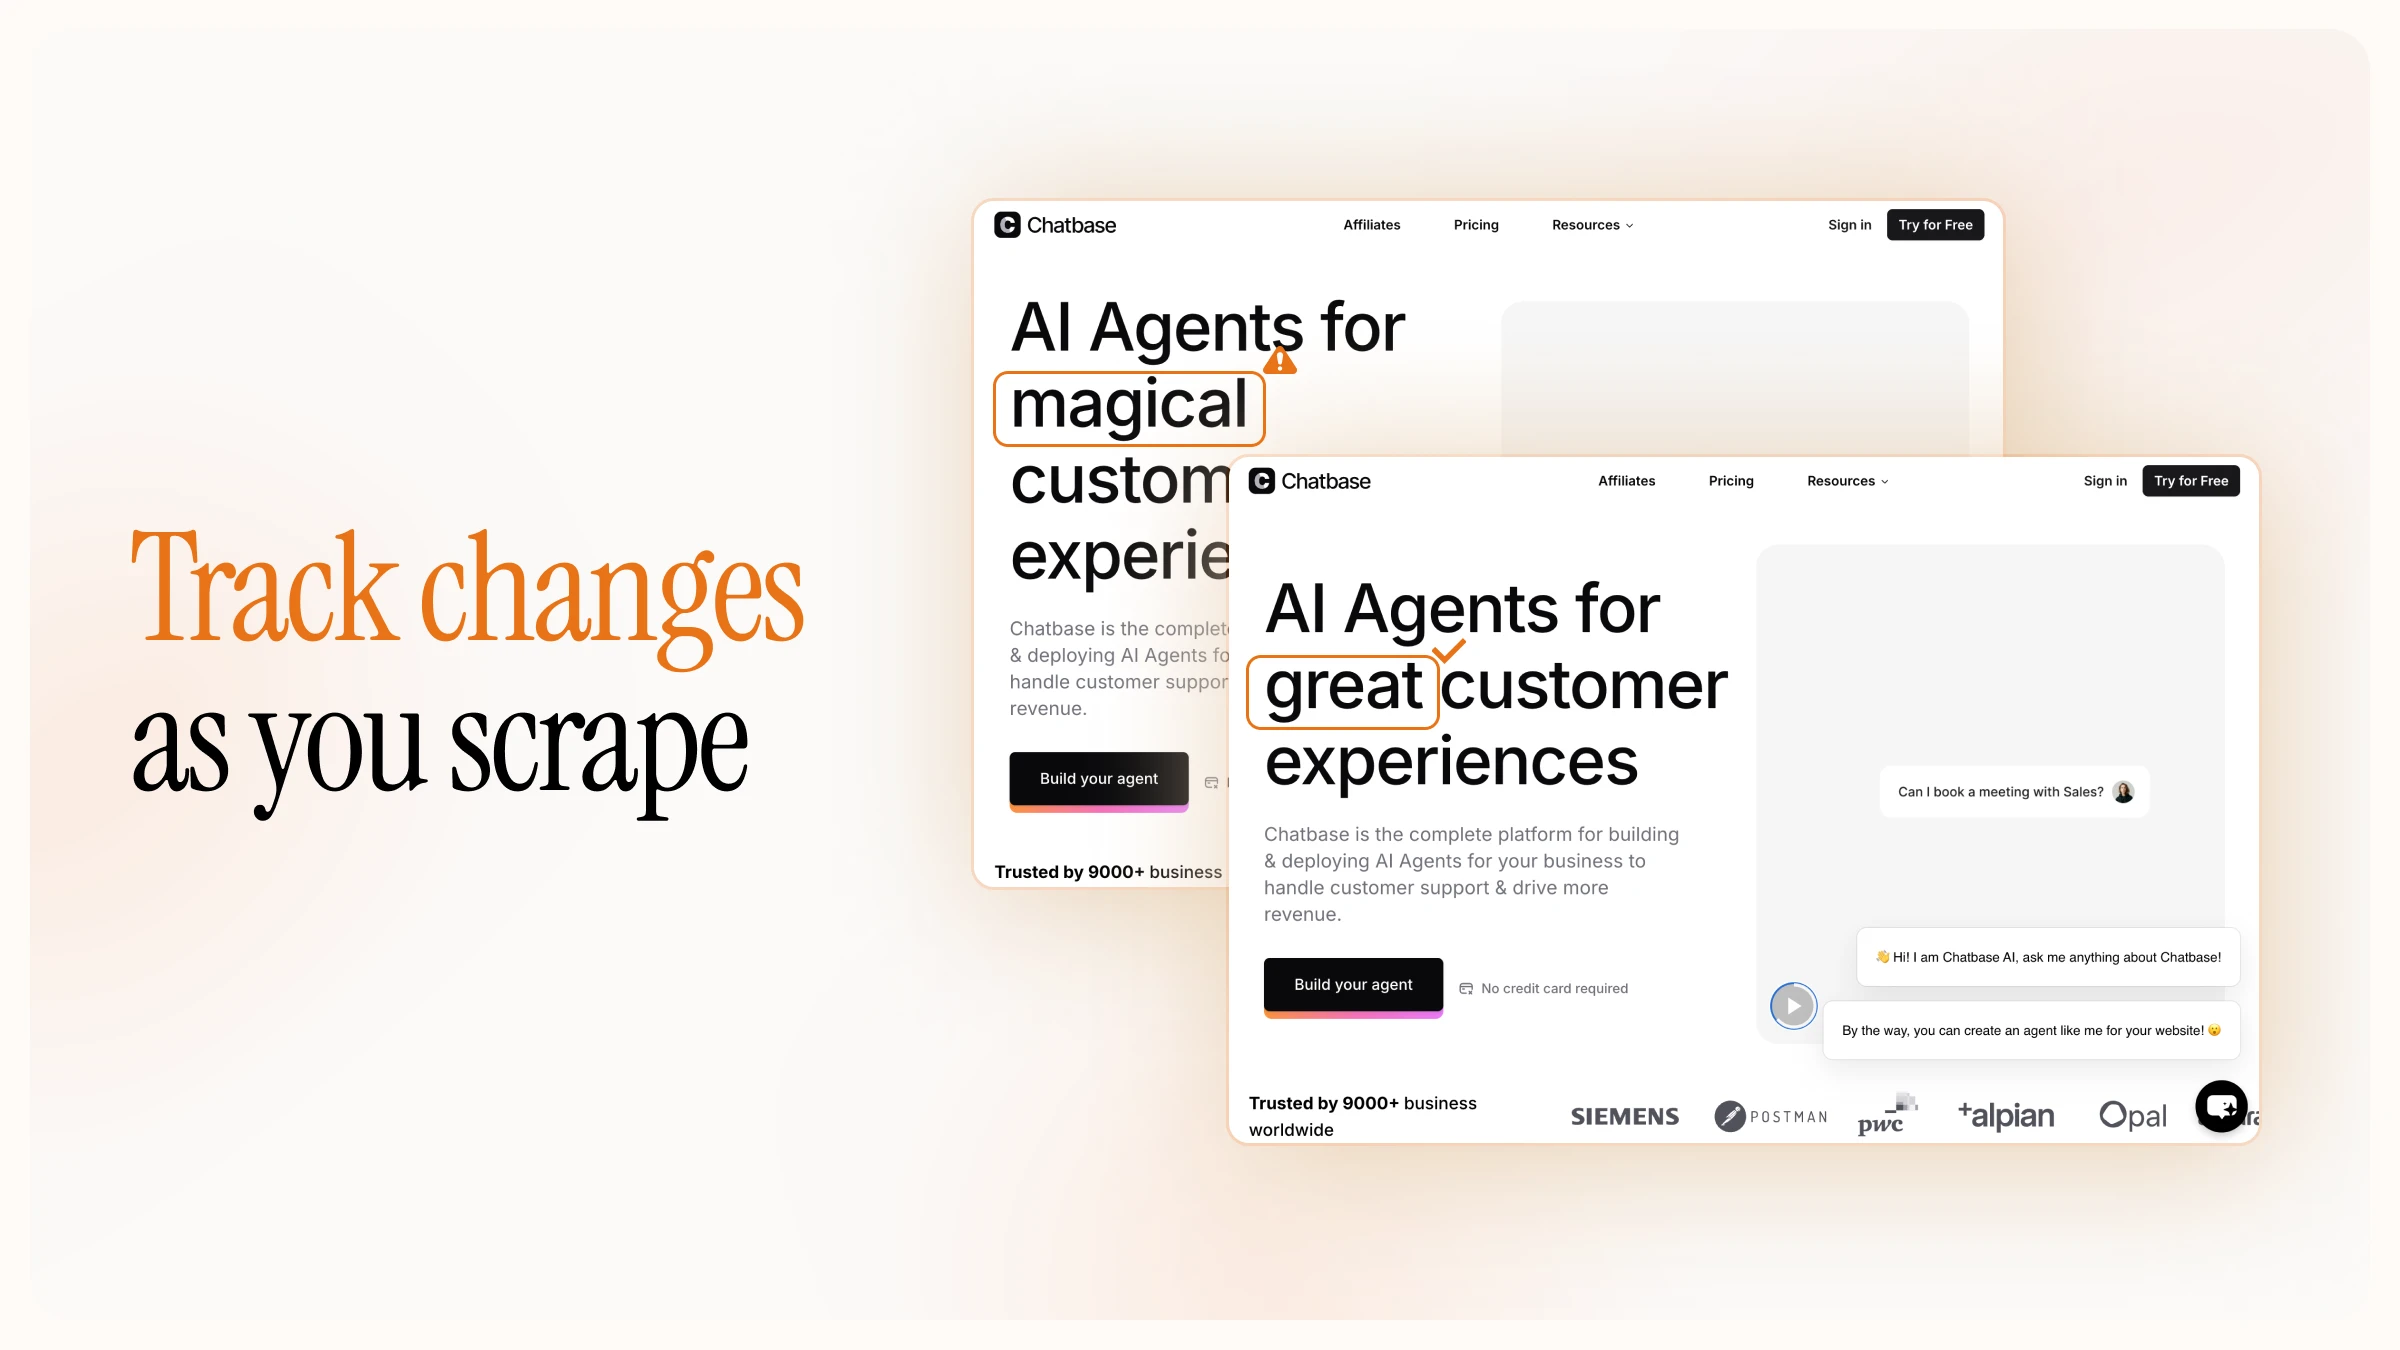 Track changes
as you scrape
Chatbase
Affiliates
Pricing
Resources
Sign in
Try for Free
AI Agents for
magical
custom
experie
Chatbase is the complet
& deploying AI Agents fo
handle customer suppor
revenue.
Build your agent
Trusted by 9000+ business
Chatbase
Affiliates
Pricing
Resources
Sign in
Try for Free
AI Agents for
great customer
experiences
Chatbase is the complete platform for building
& deploying AI Agents for your business to
handle customer support & drive more
revenue.
Build your agent
No credit card required
Can I book a meeting with Sales?
👋 Hi! I am Chatbase AI, ask me anything about Chatbase!
By the way, you can create an agent like me for your website! 😮
Trusted by 9000+ business
worldwide
SIEMENS
POSTMAN
pwc
+alpian
Opal